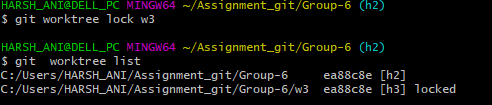 HARSH_ANI@DELL_PC MINGW64 ~/Assignment_git/Group-6 (h2)
$ git worktree lock w3
HARSH_ANI@DELL_PC MINGW64 ~/Assignment_git/Group-6 (h2)
$ git  worktree list
C:/Users/HARSH_ANI/Assignment_git/Group-6     ea88c8e [h2]
C:/Users/HARSH_ANI/Assignment_git/Group-6/w3  ea88c8e [h3] locked